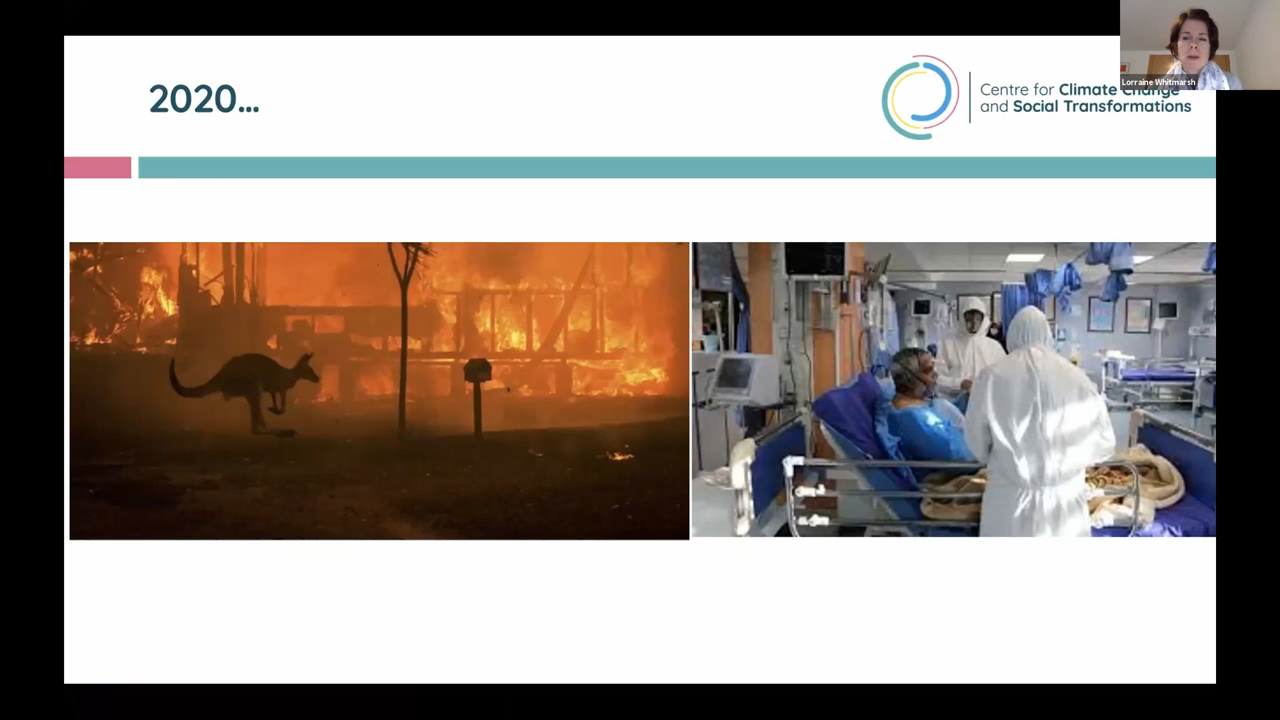 2020...
Centre for Climate Change
and Social Transformations
Lorraine Whitmarsh